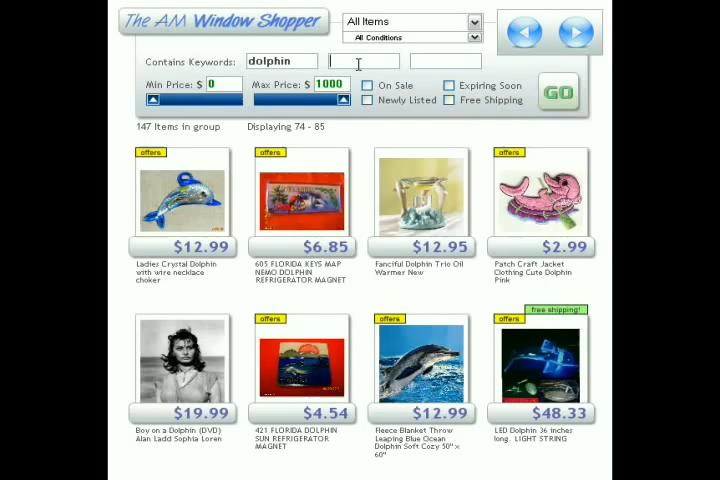 The AM Window Shopper
All Items
All Conditions
Contains Keywords: dolphin
Min Price: $ 0 Max Price: $ 1000 On Sale Expiring Soon
Newly Listed Free Shipping
GO
147 Items in group Displaying 74 - 85
offers offers offers
$12.99 $6.85 $12.95 $2.99
Ladies Crystal Dolphin
with wire necklace
choker
605 FLORIDA KEYS MAP
NEMO DOLPHIN
REFRIGERATOR MAGNET
Fanciful Dolphin Trio Oil
Warmer New
Patch Craft Jacket
Clothing Cute Dolphin
Pink
free shipping!
offers offers offers
$19.99 $4.54 $12.99 $48.33
Boy on a Dolphin (DVD)
Alan Ladd Sophia Loren
421 FLORIDA DOLPHIN
SUN REFRIGERATOR
MAGNET
Fleece Blanket Throw
Leaping Blue Ocean
Dolphin Soft Cozy 50" x
60"
LED Dolphin 36 inches
long. LIGHT STRING